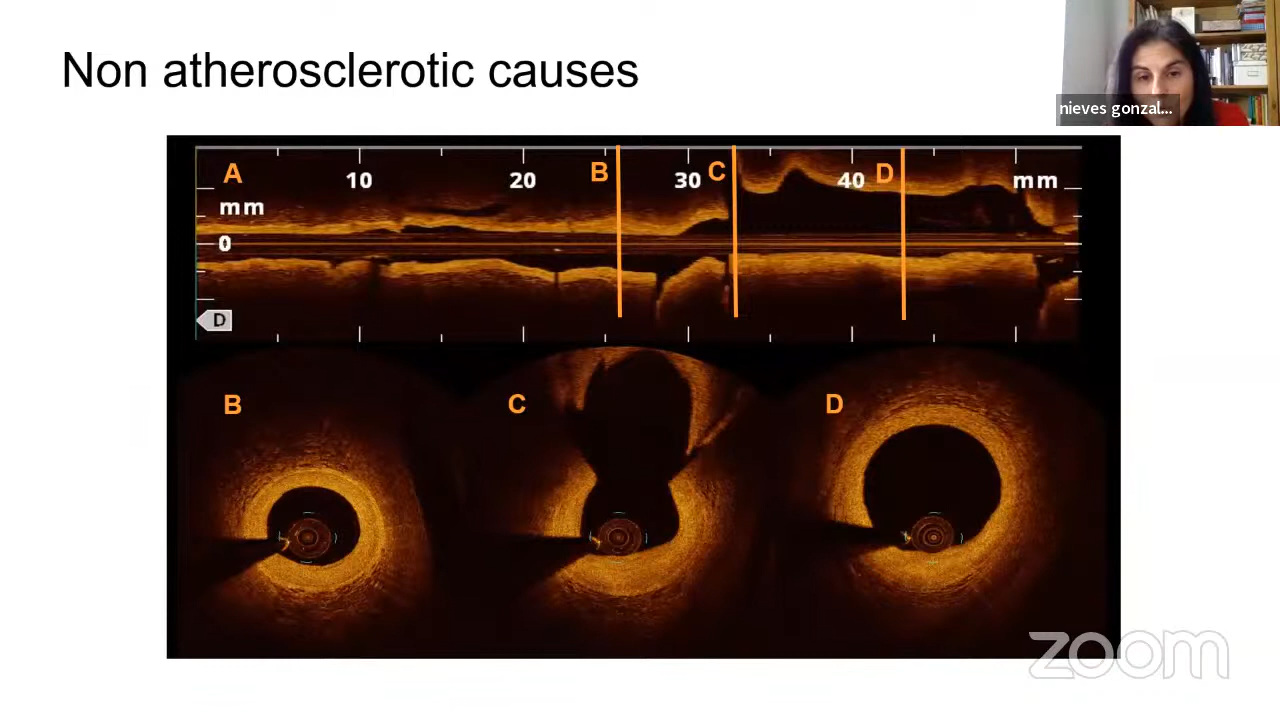 Non atherosclerotic causes
nieves gonzal...
A 10 20 B 30 C 40 D mm
mm
0
D
B C D
zoom